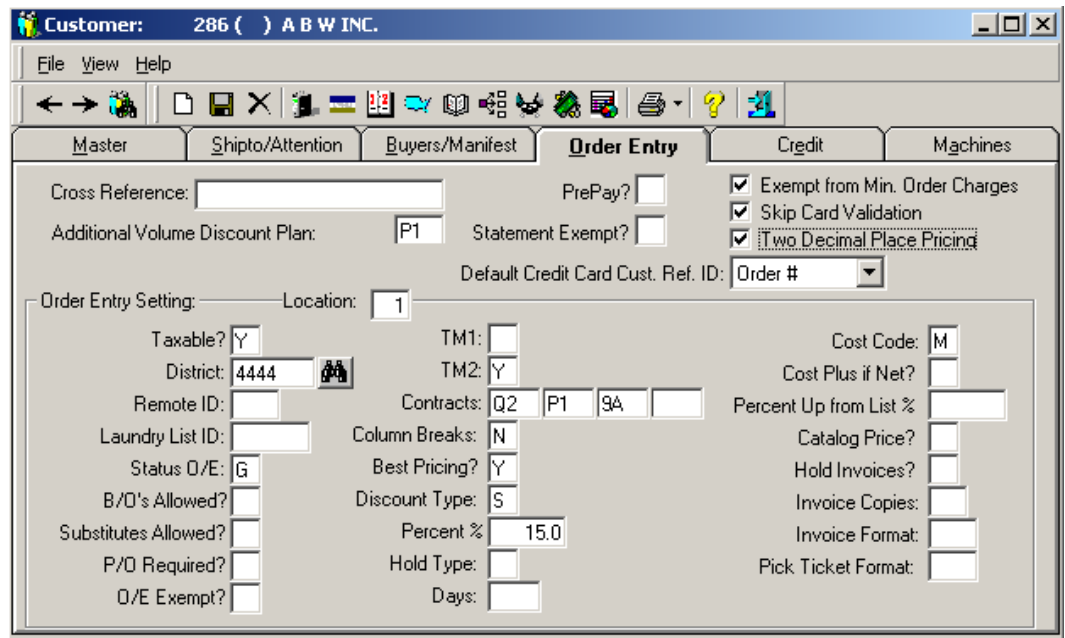 Customer: 286 ( ) A B W INC.
File View Help
Master Shipto/Attention Buyers/Manifest Order Entry Credit Machines
Cross Reference: PrePay? Exempt from Min. Order Charges
Skip Card Validation
Additional Volume Discount Plan: P1 Statement Exempt? Two Decimal Place Pricing
Default Credit Card Cust. Ref. ID: Order #
Order Entry Setting: Location: 1
Taxable? Y TM1: Cost Code: M
District: 4444 TM2: Y Cost Plus if Net?
Remote ID: Contracts: Q2 P1 9A Percent Up from List %
Laundry List ID: Column Breaks: N Catalog Price?
Status O/E: G Best Pricing? Y Hold Invoices?
B/O's Allowed? Discount Type: S Invoice Copies:
Substitutes Allowed? Percent % 15.0 Invoice Format:
P/O Required? Hold Type: Pick Ticket Format:
O/E Exempt? Days: